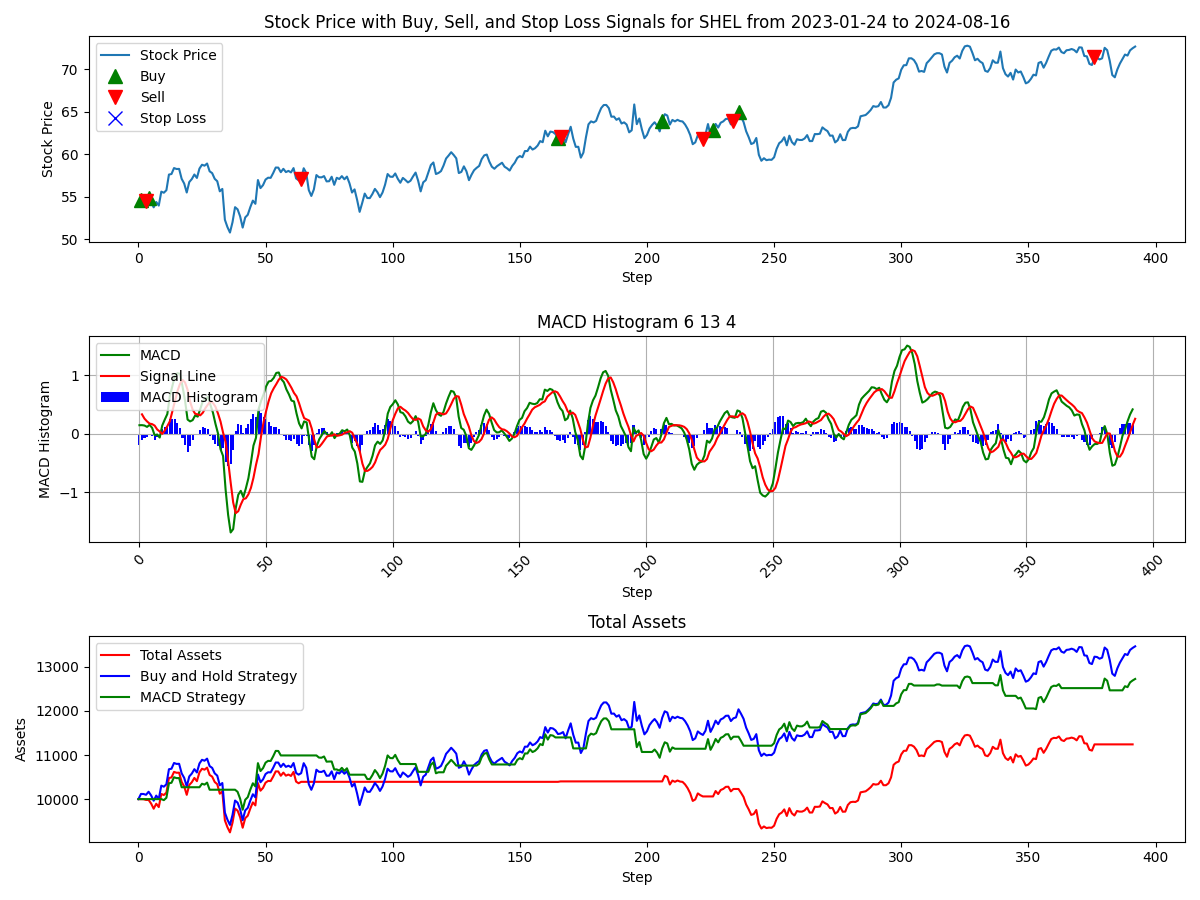 Stock Price with Buy, Sell, and Stop Loss Signals for SHEL from 2023-01-24 to 2024-08-16
Stock Price
Buy
Sell
Stop Loss
Stock Price
70
65
60
55
50
0 50 100 150 200 250 300 350 400
Step
MACD Histogram 6 13 4
MACD
Signal Line
MACD Histogram
MACD Histogram
1
0
−1
0 50 100 150 200 250 300 350 400
Step
Total Assets
Total Assets
Buy and Hold Strategy
MACD Strategy
Assets
13000
12000
11000
10000
0 50 100 150 200 250 300 350 400
Step